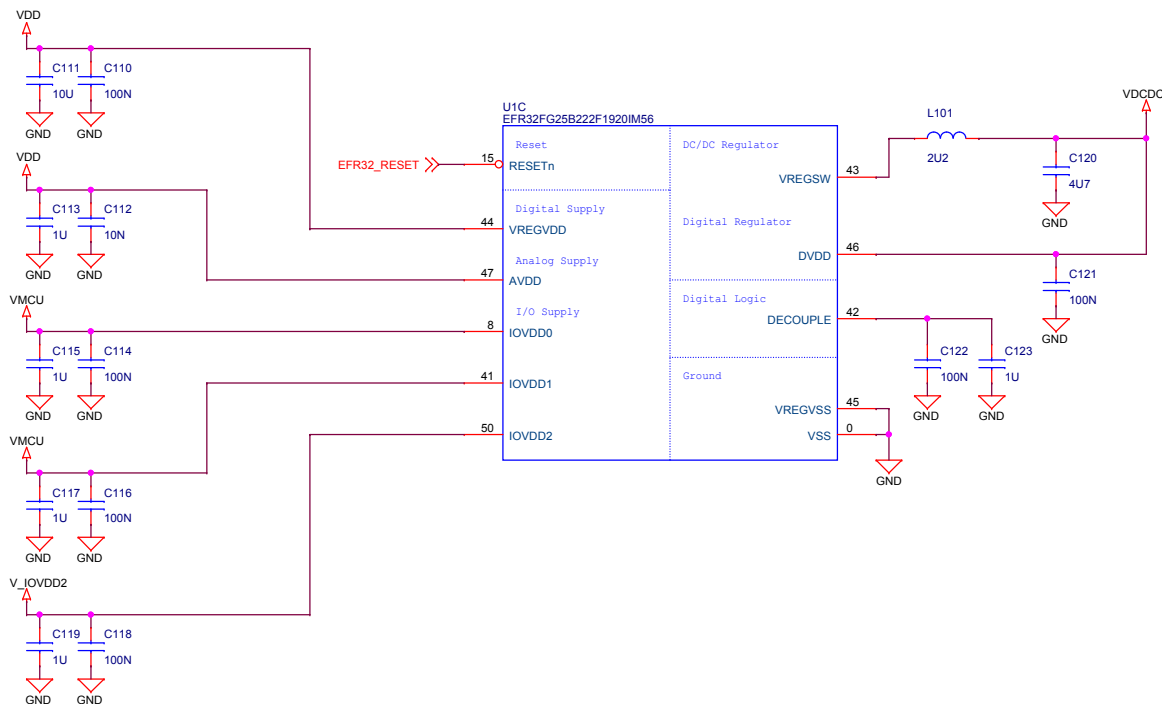 VDD
C111
10U
C110
100N
GND
GND
VDD
C113
1U
C112
10N
GND
GND
VMCU
C115
1U
C114
100N
GND
GND
VMCU
C117
1U
C116
100N
GND
GND
V_IOVDD2
C119
1U
C118
100N
GND
GND
U1C
EFR32FG25B222F1920IM56
EFR32_RESET
Reset
15
RESETn
Digital Supply
44
VREGVDD
Analog Supply
47
AVDD
I/O Supply
8
IOVDD0
41
IOVDD1
50
IOVDD2
DC/DC Regulator
VREGSW
43
Digital Regulator
DVDD
46
Digital Logic
DECOUPLE
42
Ground
VREGVSS
45
VSS
0
GND
L101
2U2
VDCDC
C120
4U7
GND
C121
100N
GND
C122
100N
GND
C123
1U
GND